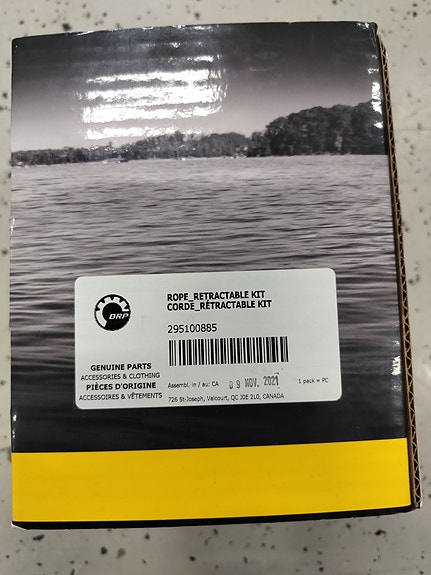 BRP
ROPE_RETRACTABLE KIT
CORDE_RÉTRACTABLE KIT
295100885
GENUINE PARTS
ACCESSORIES & CLOTHING
PIÈCES D'ORIGINE
ACCESSOIRES & VÊTEMENTS
Assembl. in / au: CA 09 NOV. 2021 1 pack = PC
726 St-Joseph, Valcourt, QC J0E 2L0, CANADA